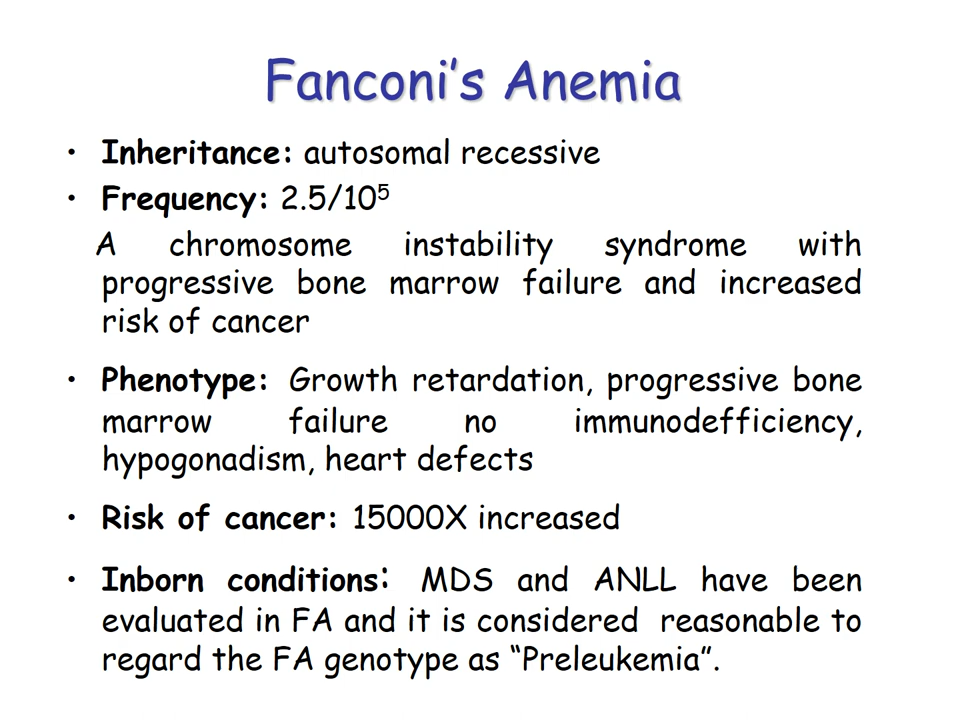 Fanconi's Anemia
• Inheritance: autosomal recessive
• Frequency: 2.5/10⁵
A chromosome instability syndrome with
progressive bone marrow failure and increased
risk of cancer
• Phenotype: Growth retardation, progressive bone
marrow failure no immunodefficiency,
hypogonadism, heart defects
• Risk of cancer: 15000X increased
• Inborn conditions: MDS and ANLL have been
evaluated in FA and it is considered reasonable to
regard the FA genotype as “Preleukemia”.